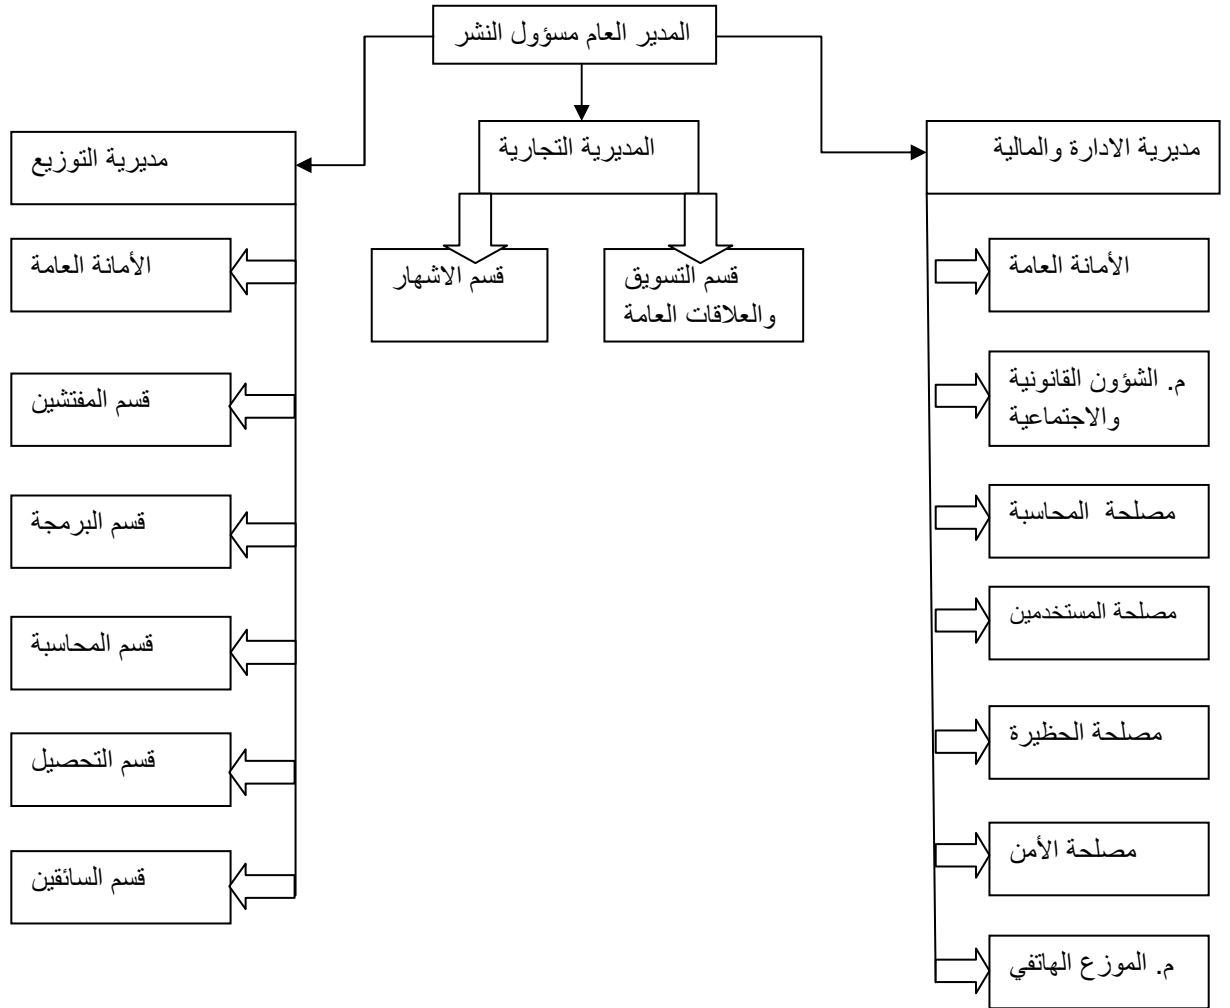 المدير العام مسؤول النشر
مديرية الادارة والمالية
المديرية التجارية
مديرية التوزيع
الأمانة العامة
م. الشؤون القانونية
والاجتماعية
مصلحة المحاسبة
مصلحة المستخدمين
مصلحة الحظيرة
مصلحة الأمن
م. الموزع الهاتفي
قسم التسويق
والعلاقات العامة
قسم الاشهار
الأمانة العامة
قسم المفتشين
قسم البرمجة
قسم المحاسبة
قسم التحصيل
قسم السائقين